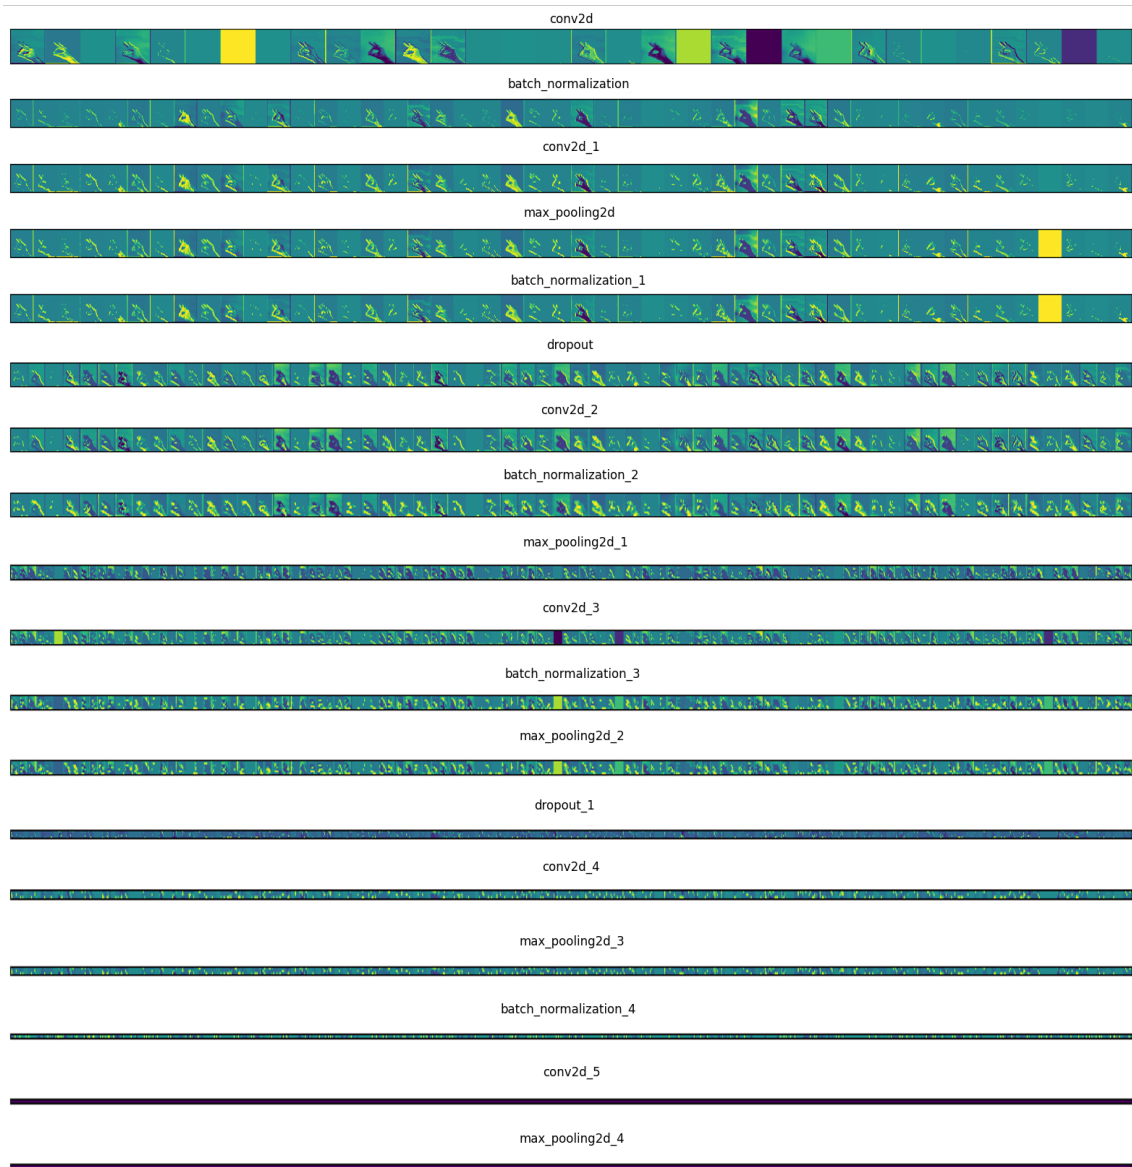 conv2d
batch_normalization
conv2d_1
max_pooling2d
batch_normalization_1
dropout
conv2d_2
batch_normalization_2
max_pooling2d_1
conv2d_3
batch_normalization_3
max_pooling2d_2
dropout_1
conv2d_4
max_pooling2d_3
batch_normalization_4
conv2d_5
max_pooling2d_4